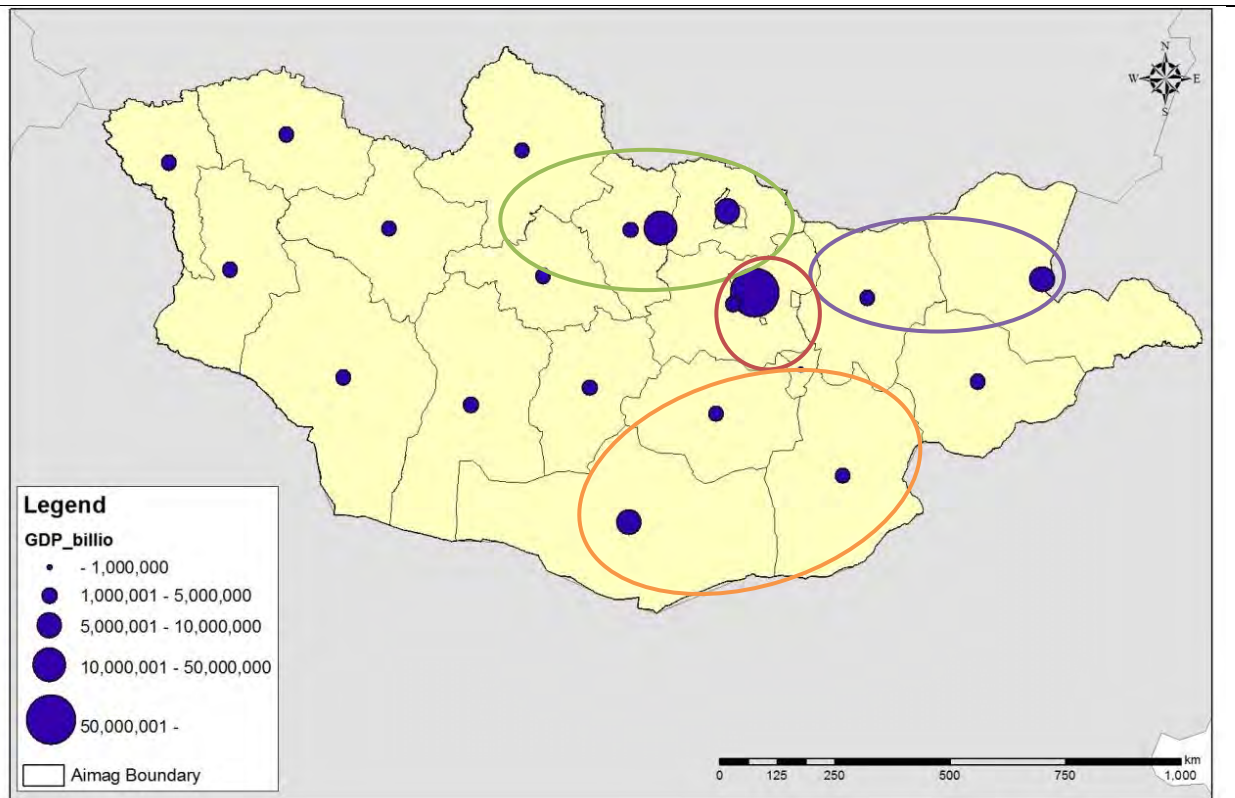 N
W E
S
Legend
GDP_billio
- 1,000,000
1,000,001 - 5,000,000
5,000,001 - 10,000,000
10,000,001 - 50,000,000
50,000,001 -
Aimag Boundary
km
0 125 250 500 750 1,000